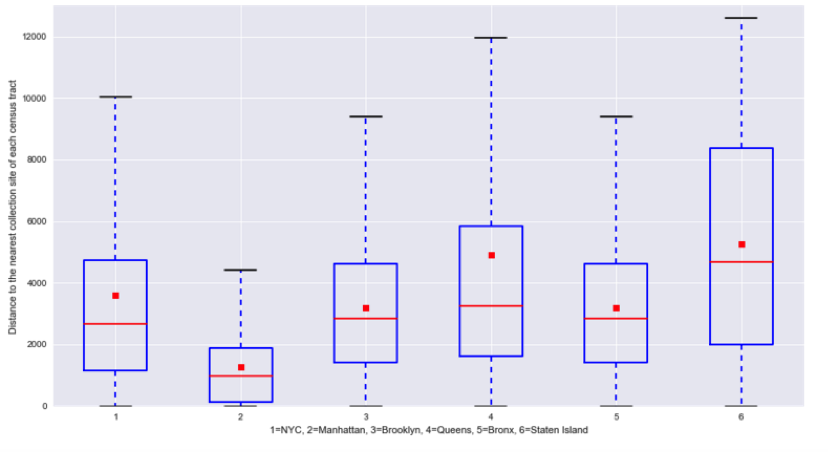 Distance to the nearest collection site of each census tract
12000
10000
8000
6000
4000
2000
0
1 2 3 4 5 6
1=NYC, 2=Manhattan, 3=Brooklyn, 4=Queens, 5=Bronx, 6=Staten Island